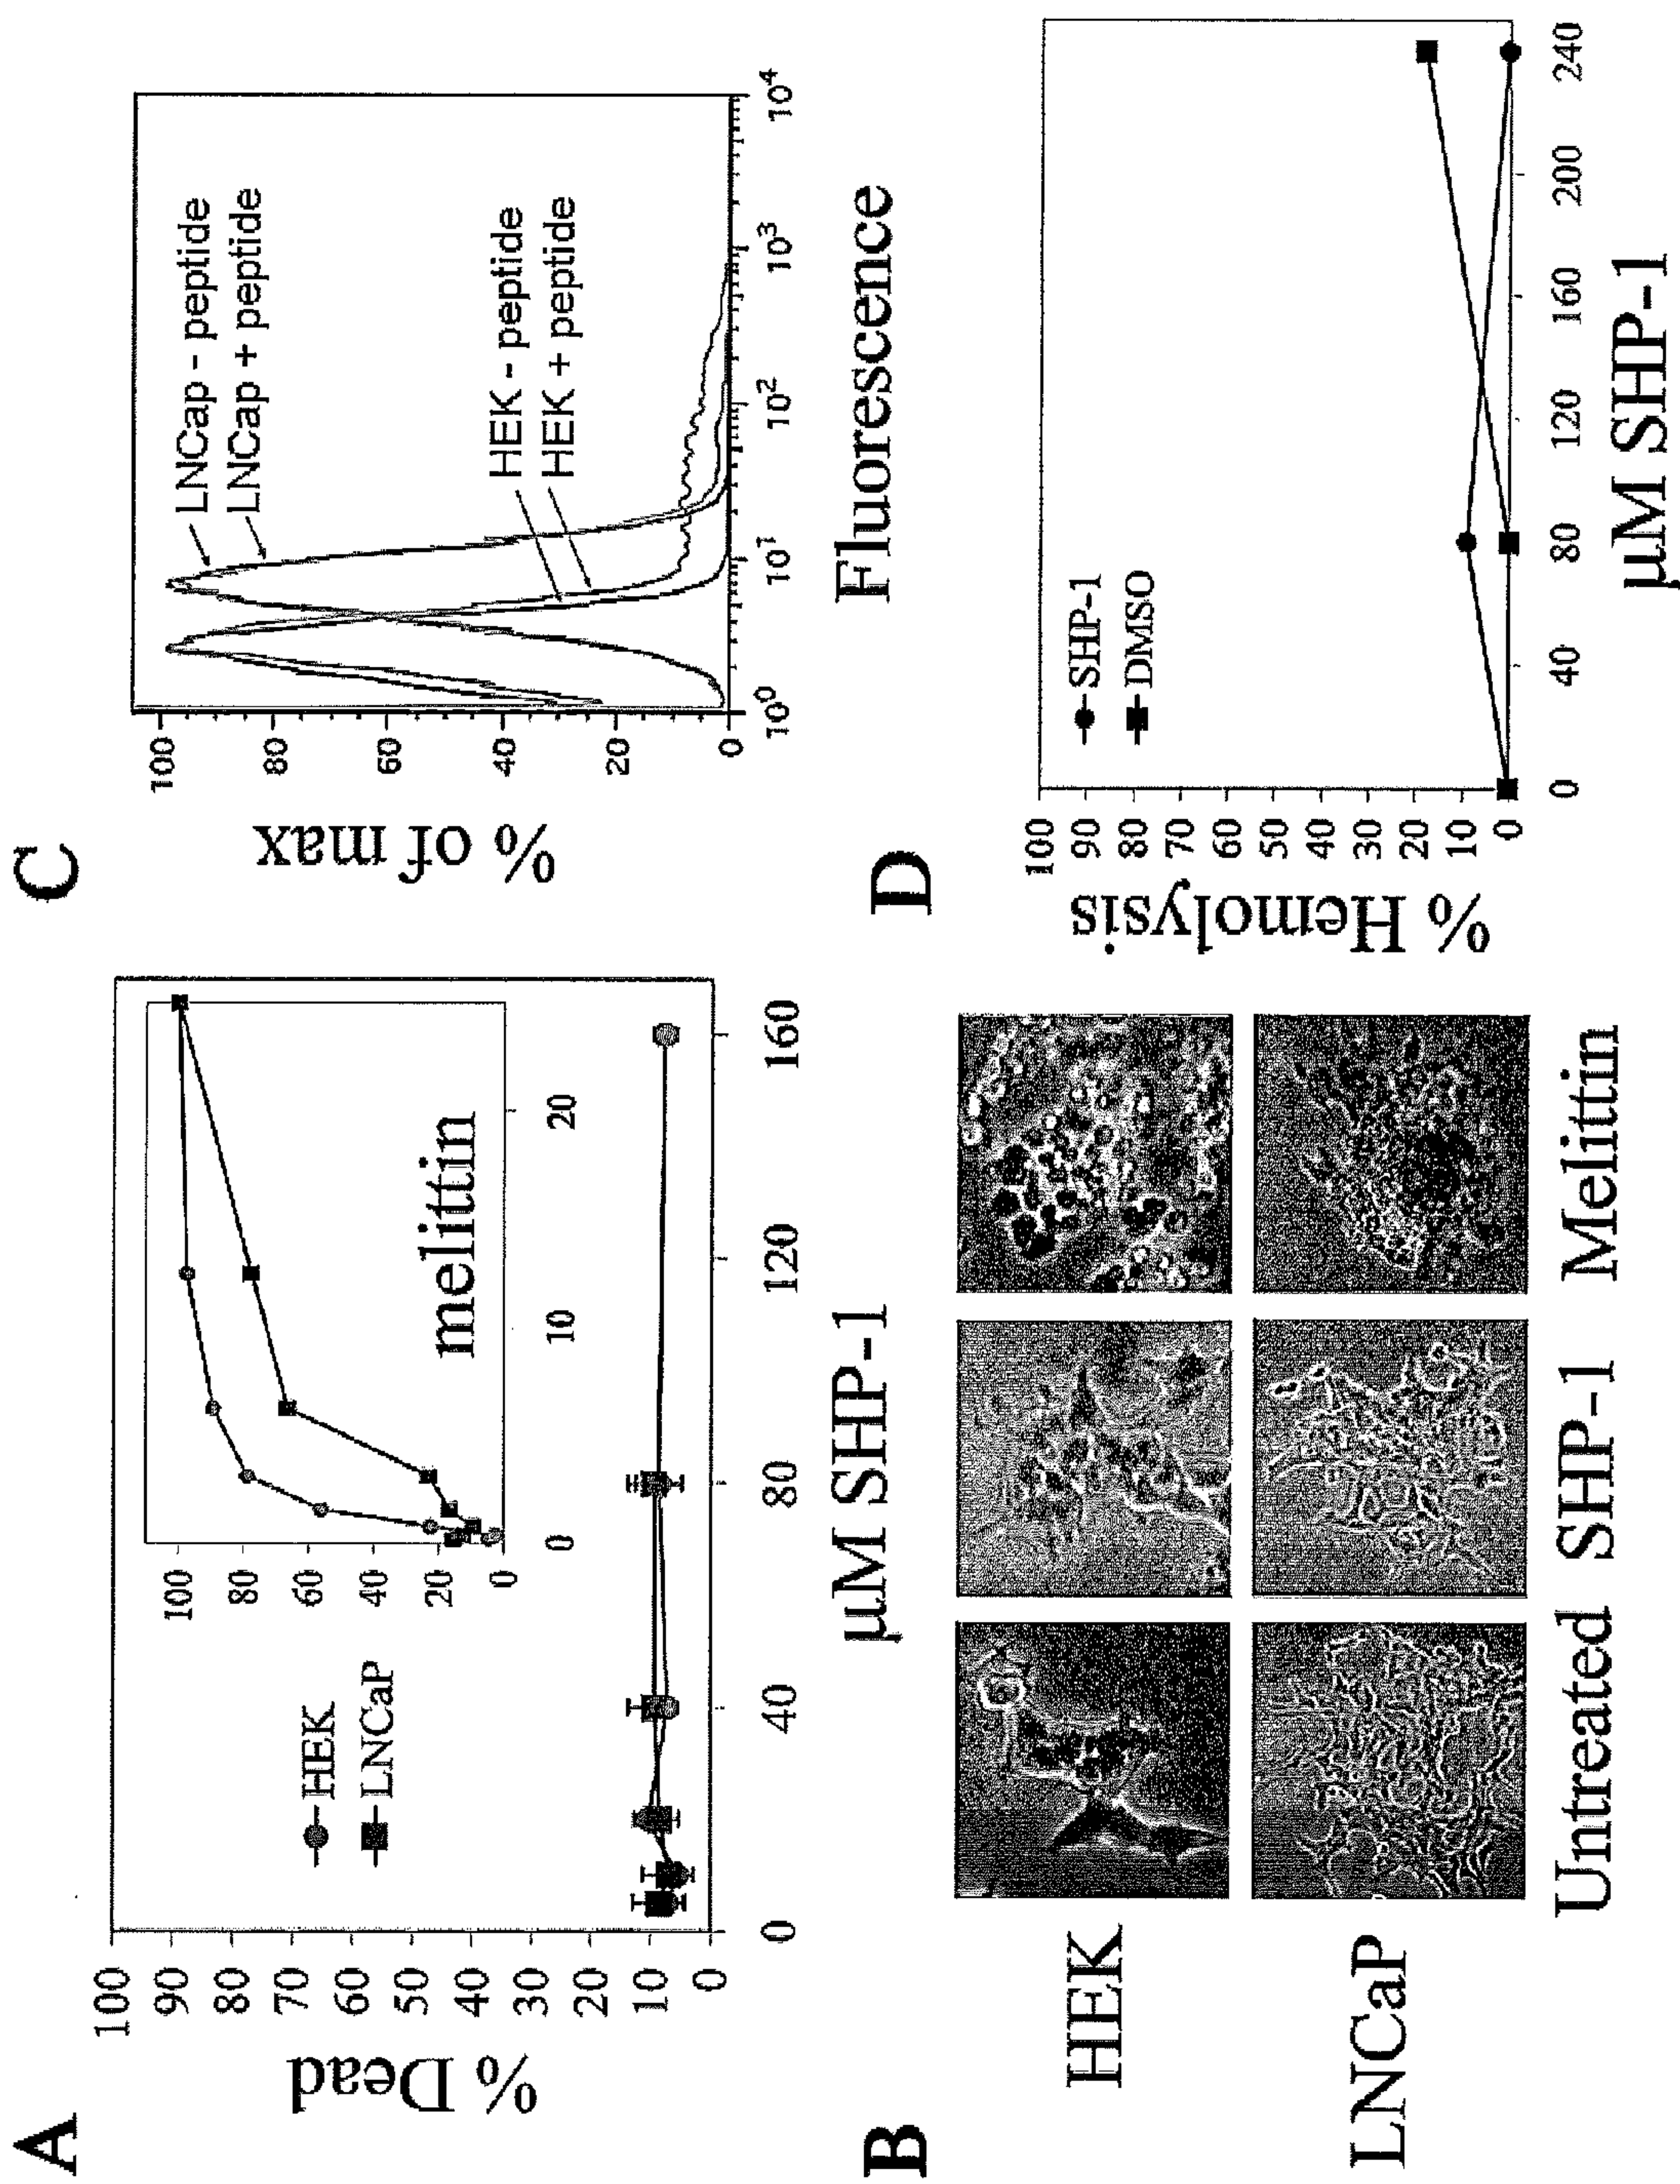 A
% Dead
100
90
80
70
60
50
40
30
20
10
0
HEK
LNCaP
100
80
60
40
20
0
melittin
0 10 20
0 40 80 120 160
µM SHP-1
B
HEK
LNCaP
Untreated SHP-1 Melittin
C
% of max
100
80
60
40
20
0
LNCap - peptide
LNCap + peptide
HEK - peptide
HEK + peptide
10⁰ 10¹ 10² 10³ 10⁴
Fluorescence
D
% Hemolysis
100
90
80
70
60
50
40
30
20
10
0
SHP-1
DMSO
0 40 80 120 160 200 240
µM SHP-1